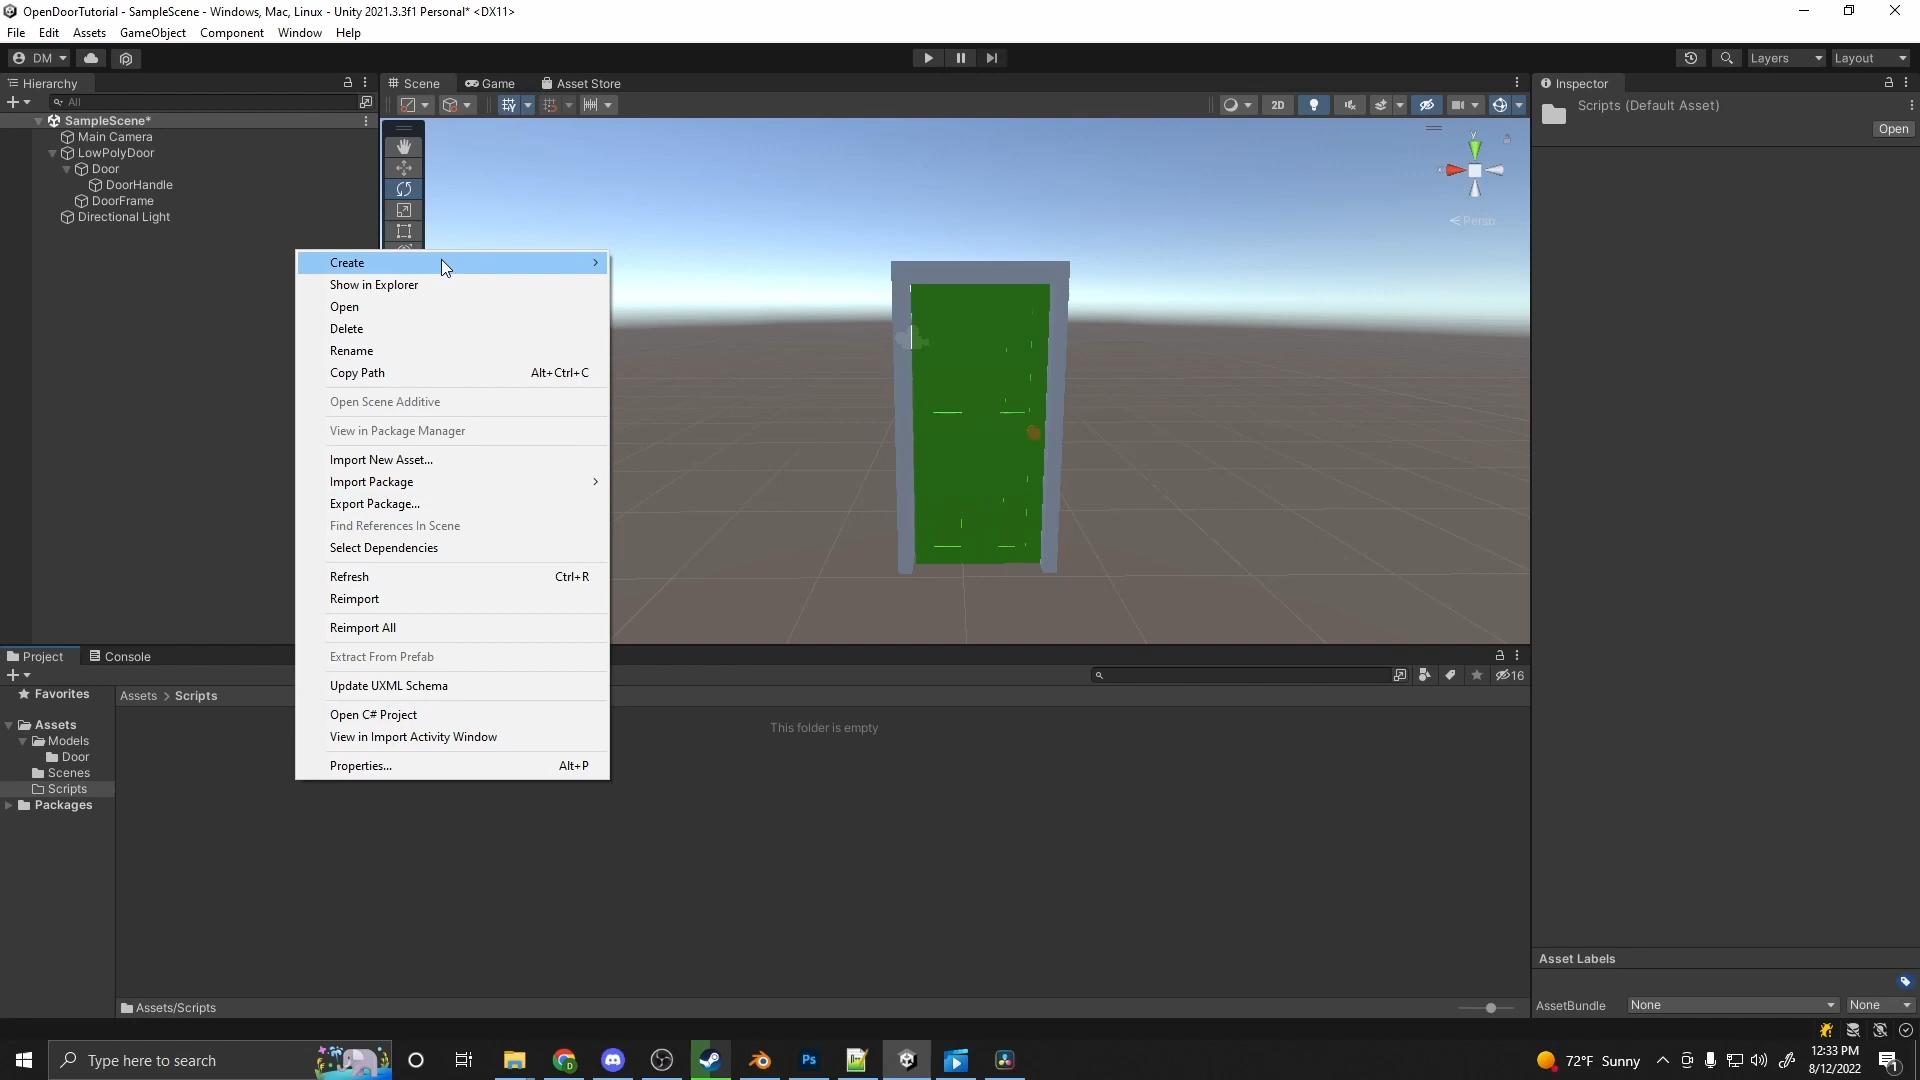 OpenDoorTutorial - SampleScene - Windows, Mac, Linux - Unity 2021.3.3f1 Personal* <DX11>
File Edit Assets GameObject Component Window Help
DM Layers Layout
Hierarchy Scene Game Asset Store Inspector
All 2D Scripts (Default Asset)
Open
SampleScene*
Main Camera
LowPolyDoor
Door
DoorHandle
DoorFrame
Directional Light
y
Persp
Create
Show in Explorer
Open
Delete
Rename
Copy Path Alt+Ctrl+C
Open Scene Additive
View in Package Manager
Import New Asset...
Import Package
Export Package...
Find References In Scene
Select Dependencies
Refresh Ctrl+R
Reimport
Reimport All
Extract From Prefab
Update UXML Schema
Open C# Project
View in Import Activity Window
Properties... Alt+P
Project Console
16
Favorites
Assets > Scripts
Assets
Models
Door
Scenes
Scripts
Packages
This folder is empty
Assets/Scripts
Asset Labels
AssetBundle None None
Type here to search
D
Ps
72°F Sunny
12:33 PM
8/12/2022
1